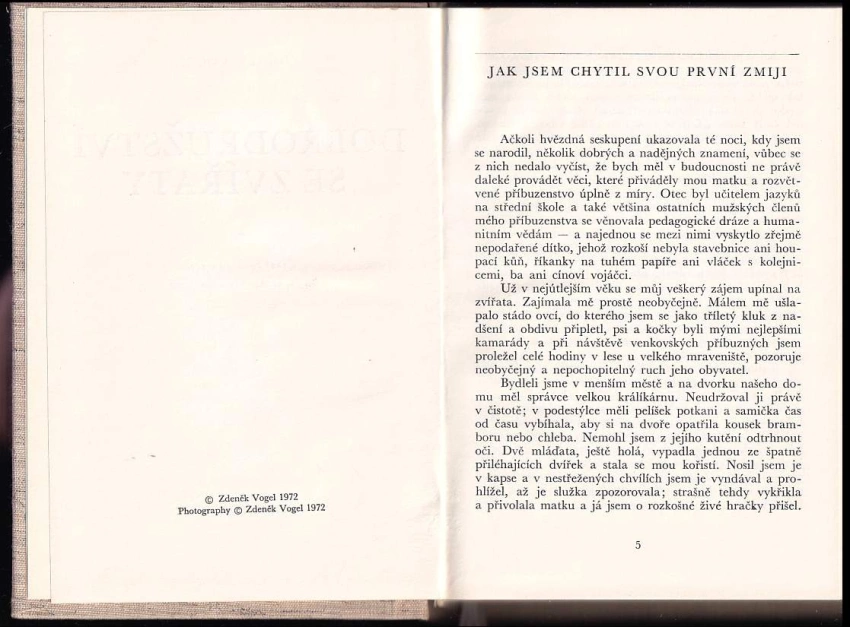 © Zdeněk Vogel 1972
Photography © Zdeněk Vogel 1972
JAK JSEM CHYTIL SVOU PRVNÍ ZMIJI
Ačkoli hvězdná seskupení ukazovala té noci, kdy jsem
se narodil, několik dobrých a nadějných znamení, vůbec se
z nich nedalo vyčíst, že bych měl v budoucnosti ne právě
daleké provádět věci, které přiváděly mou matku a rozvět-
vené příbuzenstvo úplně z míry. Otec byl učitelem jazyků
na střední škole a také většina ostatních mužských členů
mého příbuzenstva se věnovala pedagogické dráze a huma-
nitním vědám — a najednou se mezi nimi vyskytlo zřejmě
nepodařené dítko, jehož rozkoší nebyla stavebnice ani hou-
pací kůň, říkanky na tuhém papíře ani vláček s kolejni-
cemi, ba ani cínoví vojáčci.
Už v nejútlejším věku se můj veškerý zájem upínal na
zvířata. Zajímala mě prostě neobyčejně. Málem mě ušla-
palo stádo ovcí, do kterého jsem se jako tříletý kluk z na-
dšení a obdivu připletl, psi a kočky byli mými nejlepšími
kamarády a při návštěvě venkovských příbuzných jsem
proležel celé hodiny v lese u velkého mraveniště, pozoruje
neobyčejný a nepochopitelný ruch jeho obyvatel.
Bydleli jsme v menším městě a na dvorku našeho do-
mu měl správce velkou králíkárnu. Neudržoval ji právě
v čistotě; v podestýlce měli pelíšek potkani a samička čas
od času vybíhala, aby si na dvoře opatřila kousek bram-
boru nebo chleba. Nemohl jsem z jejího kutění odtrhnout
oči. Dvě mláďata, ještě holá, vypadla jednou ze špatně
přiléhajících dvířek a stala se mou kořistí. Nosil jsem je
v kapse a v nestřežených chvílích jsem je vyndával a pro-
hlížel, až je služka zpozorovala; strašně tehdy vykřikla
a přivolala matku a já jsem o rozkošné živé hračky přišel.
5